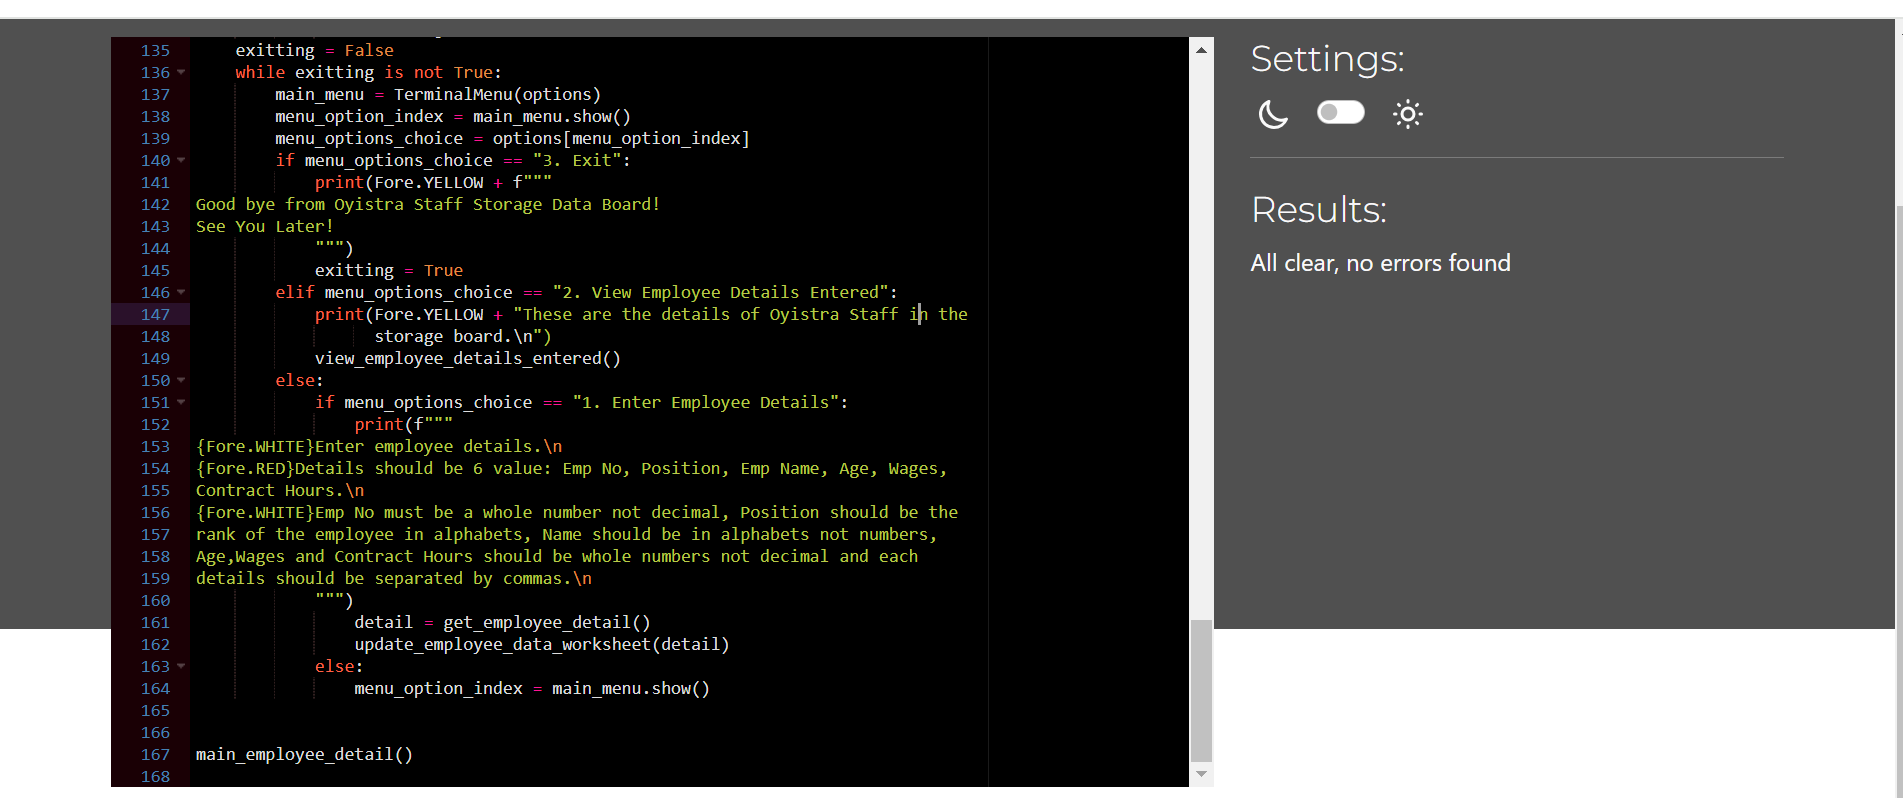 135 exitting = False
136 while exitting is not True:
137 main_menu = TerminalMenu(options)
138 menu_option_index = main_menu.show()
139 menu_options_choice = options[menu_option_index]
140 if menu_options_choice == "3. Exit":
141 print(Fore.YELLOW + f"""
142 Good bye from Oyistra Staff Storage Data Board!
143 See You Later!
144 """)
145 exitting = True
146 elif menu_options_choice == "2. View Employee Details Entered":
147 print(Fore.YELLOW + "These are the details of Oyistra Staff in the
148 storage board.\n")
149 view_employee_details_entered()
150 else:
151 if menu_options_choice == "1. Enter Employee Details":
152 print(f"""
153 {Fore.WHITE}Enter employee details.\n
154 {Fore.RED}Details should be 6 value: Emp No, Position, Emp Name, Age, Wages,
155 Contract Hours.\n
156 {Fore.WHITE}Emp No must be a whole number not decimal, Position should be the
157 rank of the employee in alphabets, Name should be in alphabets not numbers,
158 Age,Wages and Contract Hours should be whole numbers not decimal and each
159 details should be separated by commas.\n
160 """)
161 detail = get_employee_detail()
162 update_employee_data_worksheet(detail)
163 else:
164 menu_option_index = main_menu.show()
165
166
167 main_employee_detail()
168
Settings:
Results:
All clear, no errors found